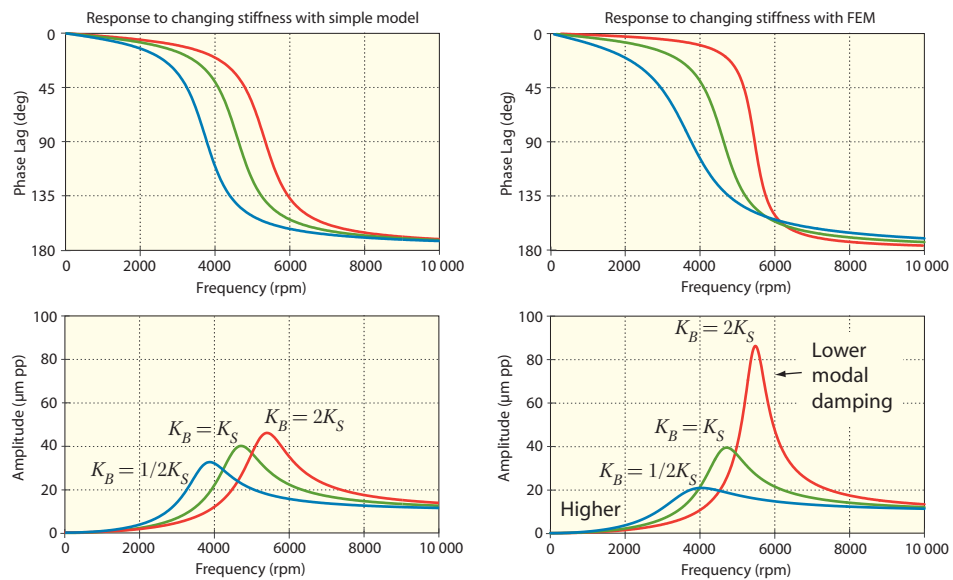 Response to changing stiffness with simple model
0
45
90
135
180
Phase Lag (deg)
0 2000 4000 6000 8000 10 000
Frequency (rpm)
Response to changing stiffness with FEM
0
45
90
135
180
Phase Lag (deg)
0 2000 4000 6000 8000 10 000
Frequency (rpm)
100
80
60
40
20
0
Amplitude (µm pp)
K_B = K_S
K_B = 2K_S
K_B = 1/2K_S
0 2000 4000 6000 8000 10 000
Frequency (rpm)
100
80
60
40
20
0
Amplitude (µm pp)
K_B = 2K_S
Lower
modal
damping
K_B = K_S
K_B = 1/2K_S
Higher
0 2000 4000 6000 8000 10 000
Frequency (rpm)